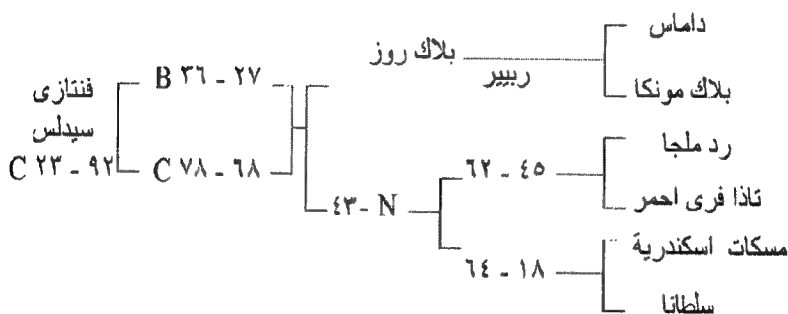 داماس
بلاك روز
ربيير
بلاك مونكا
B ٣٦ - ٢٧
فنتازى
سيدلس
C ٢٣ - ٩٢
C ٧٨ - ٦٨
رد ملجا
٦٢ - ٤٥
تاذا فرى احمر
٤٣- N
مسكات اسكندرية
٦٤ - ١٨
سلطانا